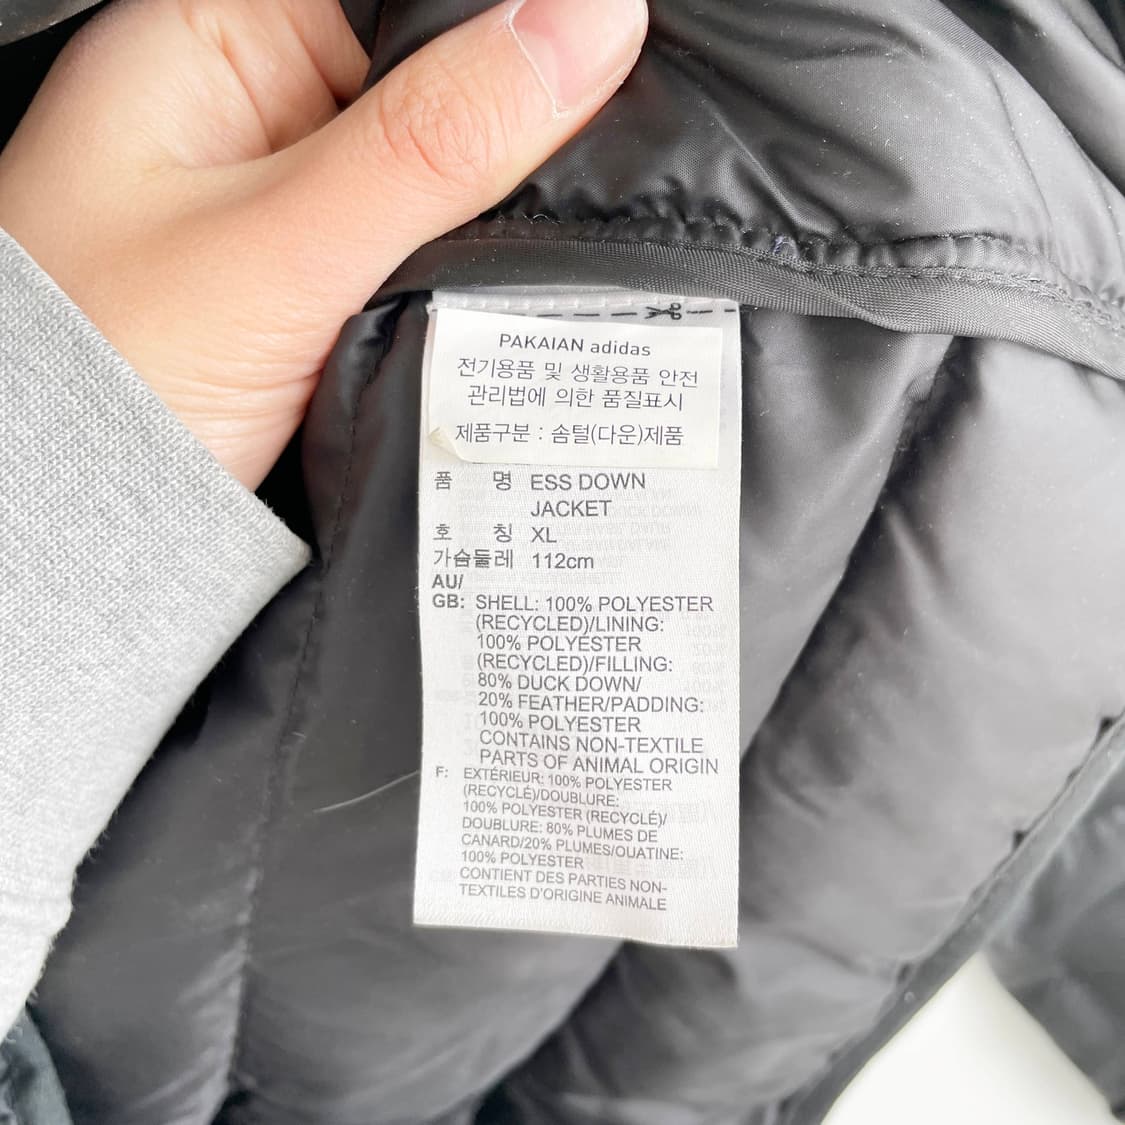 PAKAIAN adidas
전기용품 및 생활용품 안전
관리법에 의한 품질표시
제품구분 : 솜털(다운)제품
품 명 ESS DOWN
JACKET
호 칭 XL
가슴둘레 112cm
AU/
GB: SHELL: 100% POLYESTER
(RECYCLED)/LINING:
100% POLYESTER
(RECYCLED)/FILLING:
80% DUCK DOWN/
20% FEATHER/PADDING:
100% POLYESTER
CONTAINS NON-TEXTILE
PARTS OF ANIMAL ORIGIN
F: EXTÉRIEUR: 100% POLYESTER
(RECYCLÉ)/DOUBLURE:
100% POLYESTER (RECYCLÉ)/
DOUBLURE: 80% PLUMES DE
CANARD/20% PLUMES/OUATINE:
100% POLYESTER
CONTIENT DES PARTIES NON-
TEXTILES D'ORIGINE ANIMALE